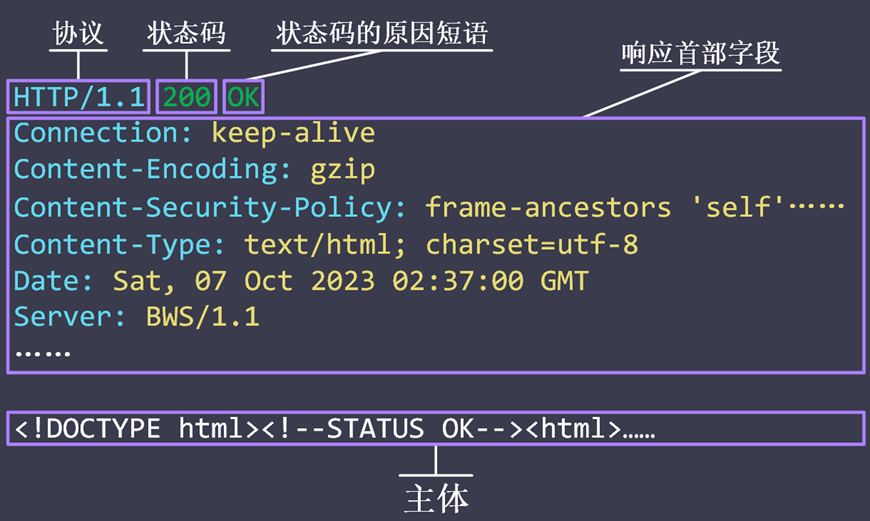 协议 状态码 状态码的原因短语
响应首部字段
HTTP/1.1 200 OK
Connection: keep-alive
Content-Encoding: gzip
Content-Security-Policy: frame-ancestors 'self'……
Content-Type: text/html; charset=utf-8
Date: Sat, 07 Oct 2023 02:37:00 GMT
Server: BWS/1.1
……
<!DOCTYPE html><!--STATUS OK--><html>……
主体